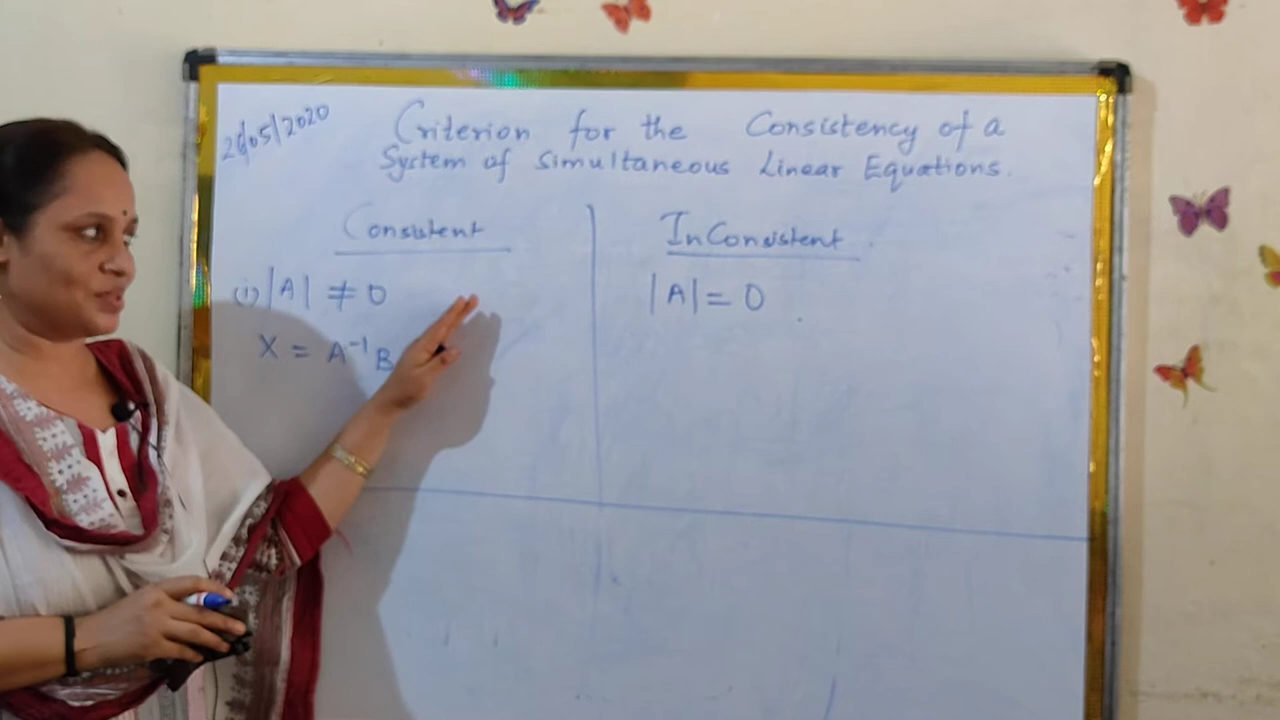 26/05/2020
Criterion for the Consistency of a
System of Simultaneous Linear Equations.
Consistent
InConsistent
(i) |A| ≠ 0
|A| = 0
X = A⁻¹B